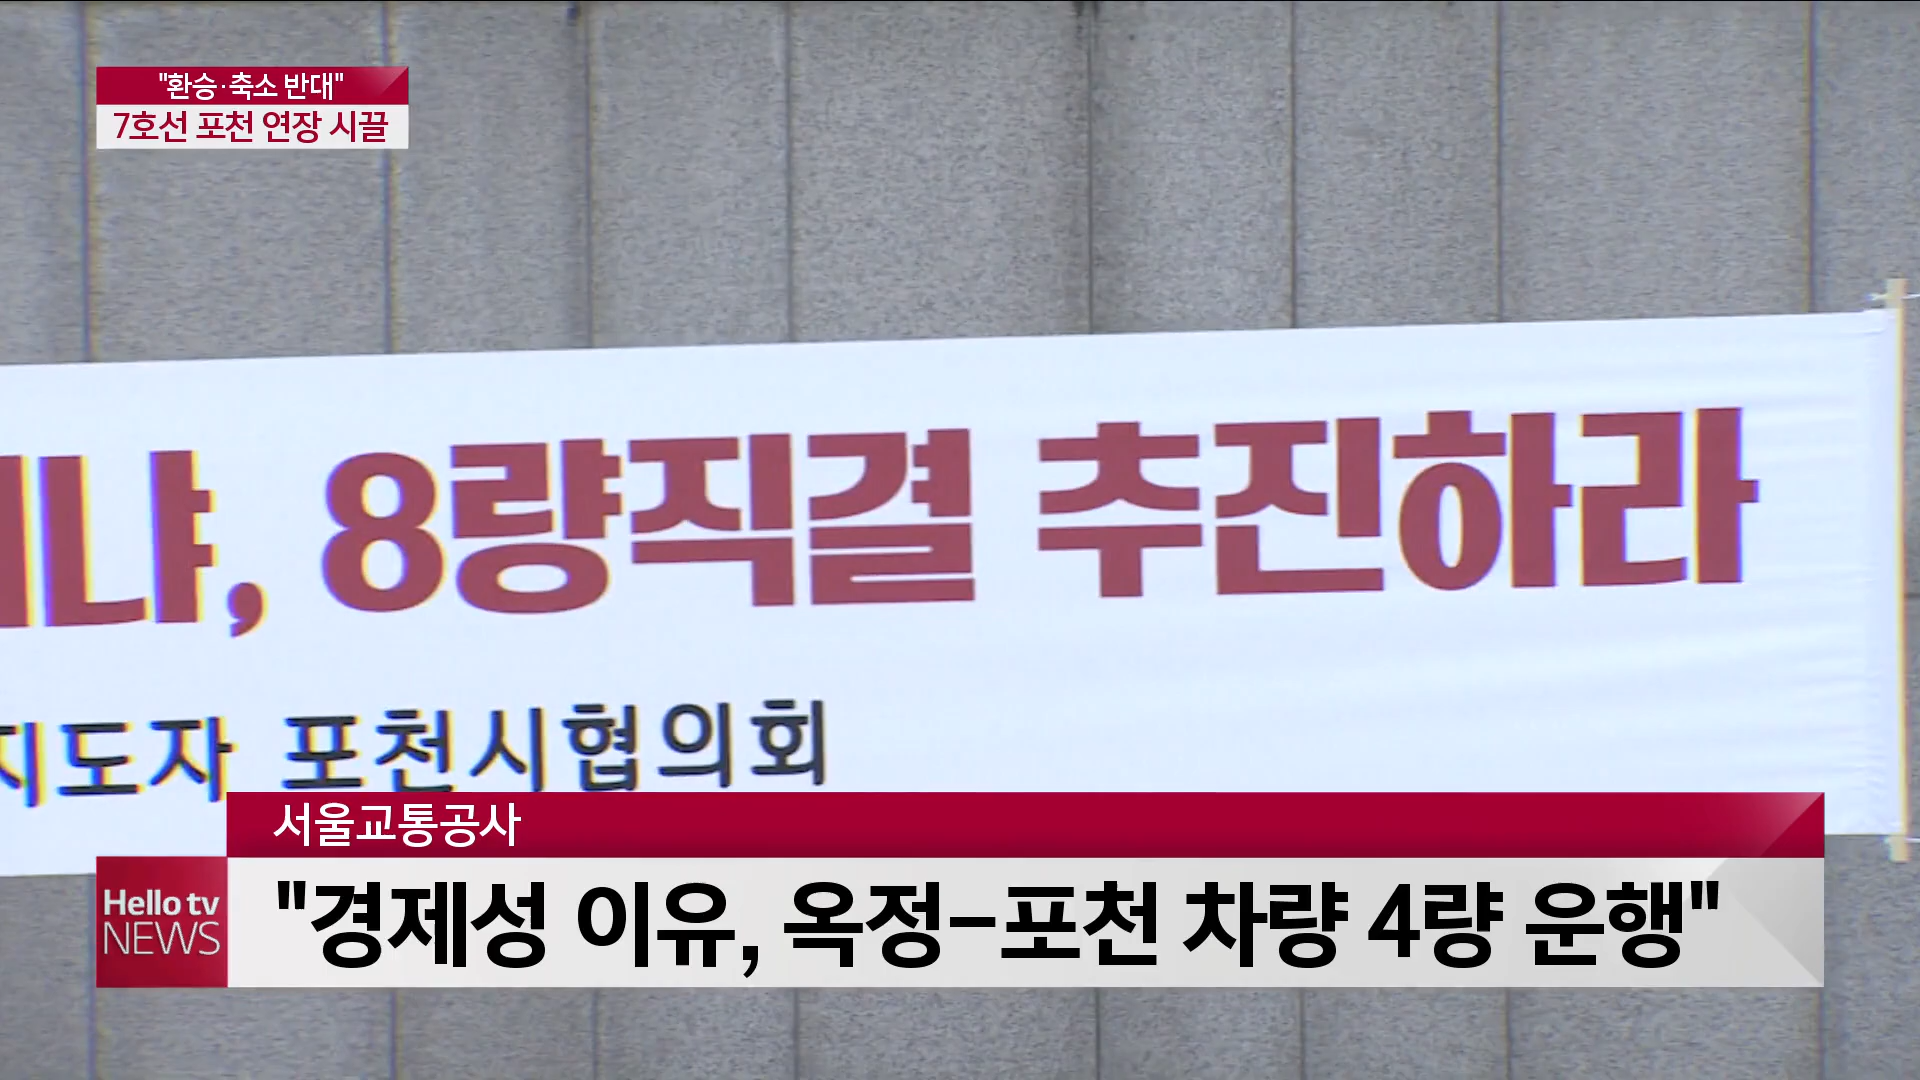 "환승·축소 반대"
7호선 포천 연장 시끌
냐, 8량직결 추진하라
지도자 포천시협의회
서울교통공사
Hello tv
NEWS
"경제성 이유, 옥정-포천 차량 4량 운행"